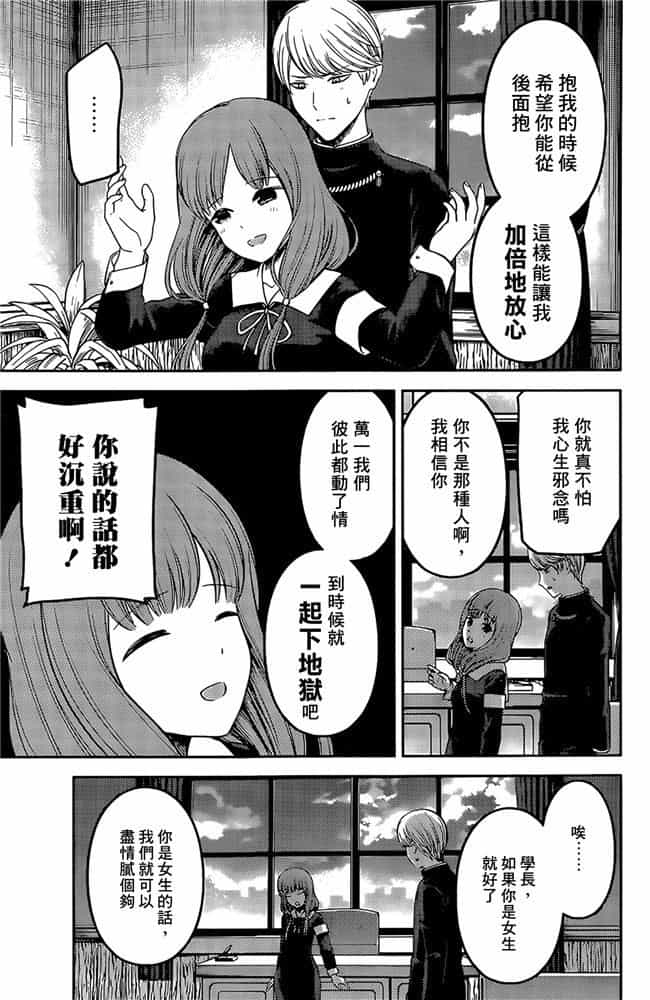 抱我的時候
希望你能從
後面抱
這樣能讓我
加倍地放心
⋯⋯
你就真不怕
我心生邪念嗎
你不是那種人啊，
我相信你
萬一我們
彼此都動了情
到時候就
一起下地獄吧
你說的話都
好沉重啊！
唉⋯⋯
學長，
如果你是女生
就好了
你是女生的話，
我們就可以
盡情膩個夠